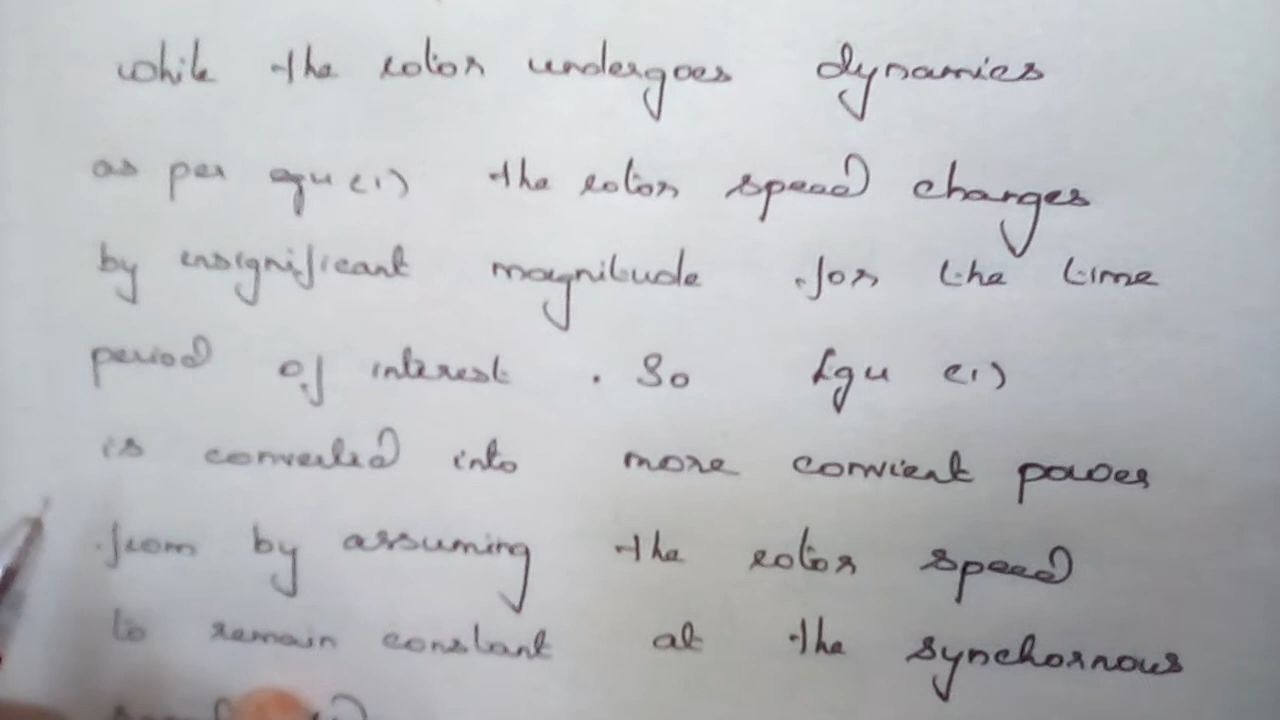 while the rotor undergoes dynamics
as per equ (1) the rotor speed changes
by insignificant magnitude for the time
period of interest . So Equ (1)
is converted into more convient power
from by assuming the rotor speed
to remain constant at the synchornous